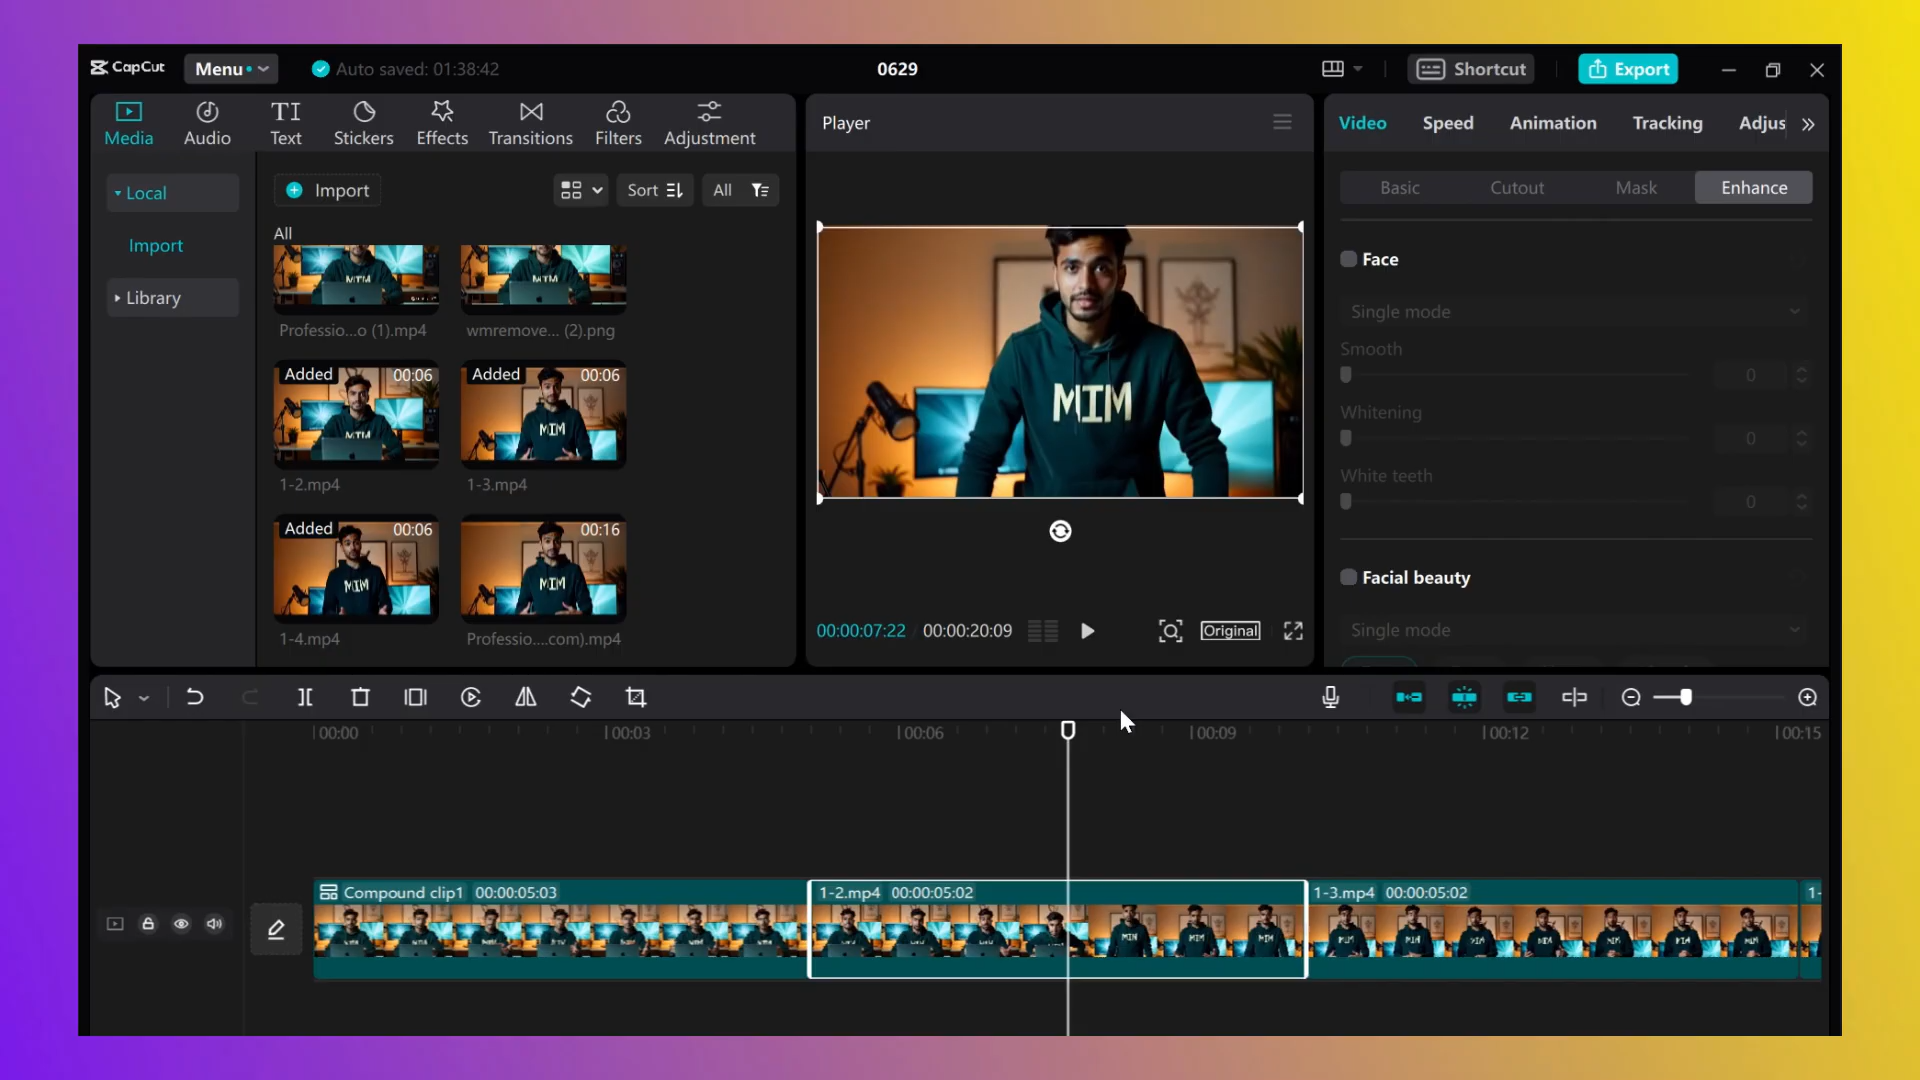 CapCut Menu Auto saved: 01:38:42 0629 Shortcut Export
Media Audio Text Stickers Effects Transitions Filters Adjustment
Local
Import
Library
Import Sort All
All
Professio...o (1).mp4 wmremove... (2).png
Added 00:06 Added 00:06
MIM MIM
1-2.mp4 1-3.mp4
Added 00:06 00:16
MIM MIM
1-4.mp4 Professio....com).mp4
Player
MIM
00:00:07:22 00:00:20:09 Original
Video Speed Animation Tracking Adjus
Basic Cutout Mask Enhance
Face
Single mode
Smooth
0
Whitening
0
White teeth
0
Facial beauty
Single mode
00:00 00:03 00:06 00:09 00:12 00:15
Compound clip1 00:00:05:03 1-2.mp4 00:00:05:02 1-3.mp4 00:00:05:02 1-